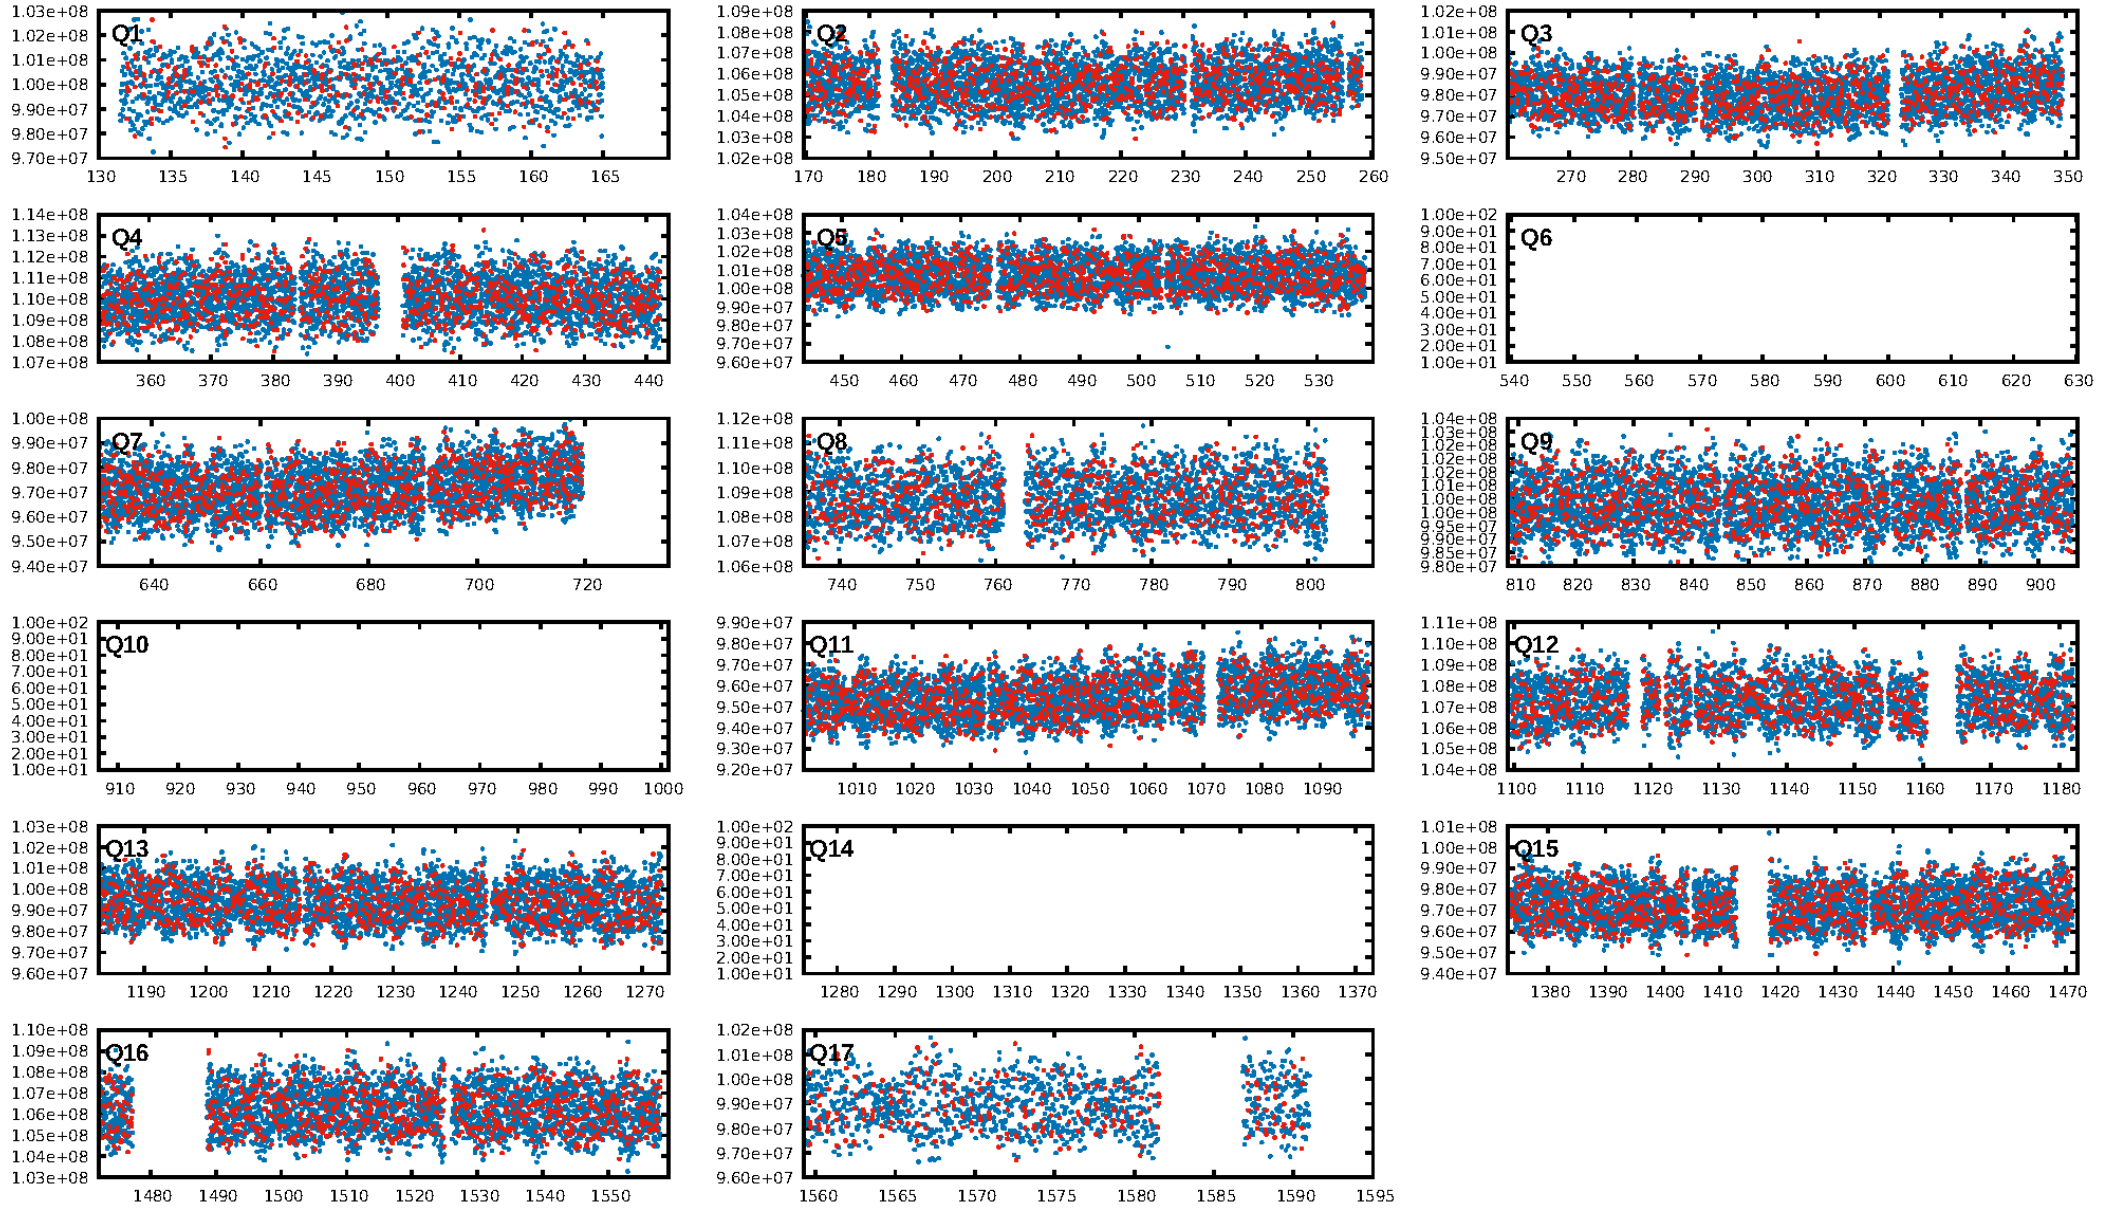 1.03e+08 1.02e+08 1.01e+08 1.00e+08 9.90e+07 9.80e+07 9.70e+07
Q1
130 135 140 145 150 155 160 165
1.09e+08 1.08e+08 1.07e+08 1.06e+08 1.05e+08 1.04e+08 1.03e+08 1.02e+08
Q2
170 180 190 200 210 220 230 240 250 260
1.02e+08 1.01e+08 1.00e+08 9.90e+07 9.80e+07 9.70e+07 9.60e+07 9.50e+07
Q3
270 280 290 300 310 320 330 340 350
1.14e+08 1.13e+08 1.12e+08 1.11e+08 1.10e+08 1.09e+08 1.08e+08 1.07e+08
Q4
360 370 380 390 400 410 420 430 440
1.04e+08 1.03e+08 1.02e+08 1.01e+08 1.00e+08 9.90e+07 9.80e+07 9.70e+07 9.60e+07
Q5
450 460 470 480 490 500 510 520 530
1.00e+02 9.00e+01 8.00e+01 7.00e+01 6.00e+01 5.00e+01 4.00e+01 3.00e+01 2.00e+01 1.00e+01
Q6
540 550 560 570 580 590 600 610 620 630
1.00e+08 9.90e+07 9.80e+07 9.70e+07 9.60e+07 9.50e+07 9.40e+07
Q7
640 660 680 700 720
1.12e+08 1.11e+08 1.10e+08 1.09e+08 1.08e+08 1.07e+08 1.06e+08
Q8
740 750 760 770 780 790 800
1.04e+08 1.03e+08 1.02e+08 1.02e+08 1.01e+08 1.01e+08 1.00e+08 1.00e+08 9.95e+07 9.90e+07 9.85e+07 9.80e+07
Q9
810 820 830 840 850 860 870 880 890 900
1.00e+02 9.00e+01 8.00e+01 7.00e+01 6.00e+01 5.00e+01 4.00e+01 3.00e+01 2.00e+01 1.00e+01
Q10
910 920 930 940 950 960 970 980 990 1000
9.90e+07 9.80e+07 9.70e+07 9.60e+07 9.50e+07 9.40e+07 9.30e+07 9.20e+07
Q11
1010 1020 1030 1040 1050 1060 1070 1080 1090
1.11e+08 1.10e+08 1.09e+08 1.08e+08 1.07e+08 1.06e+08 1.05e+08 1.04e+08
Q12
1100 1110 1120 1130 1140 1150 1160 1170 1180
1.03e+08 1.02e+08 1.01e+08 1.00e+08 9.90e+07 9.80e+07 9.70e+07 9.60e+07
Q13
1190 1200 1210 1220 1230 1240 1250 1260 1270
1.00e+02 9.00e+01 8.00e+01 7.00e+01 6.00e+01 5.00e+01 4.00e+01 3.00e+01 2.00e+01 1.00e+01
Q14
1280 1290 1300 1310 1320 1330 1340 1350 1360 1370
1.01e+08 1.00e+08 9.90e+07 9.80e+07 9.70e+07 9.60e+07 9.50e+07 9.40e+07
Q15
1380 1390 1400 1410 1420 1430 1440 1450 1460 1470
1.10e+08 1.09e+08 1.08e+08 1.07e+08 1.06e+08 1.05e+08 1.04e+08 1.03e+08
Q16
1480 1490 1500 1510 1520 1530 1540 1550
1.02e+08 1.01e+08 1.00e+08 9.90e+07 9.80e+07 9.70e+07 9.60e+07
Q17
1560 1565 1570 1575 1580 1585 1590 1595